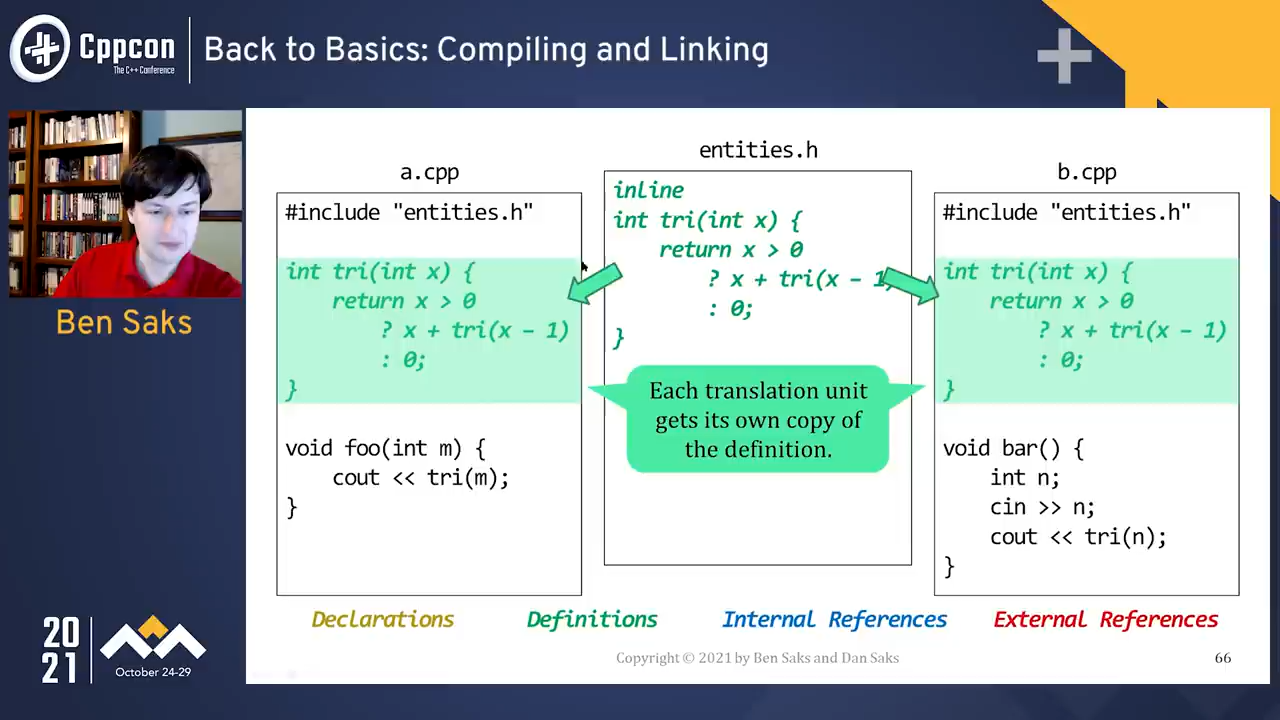 Cppcon
The C++ Conference
Back to Basics: Compiling and Linking
Ben Saks
20
21
October 24-29
a.cpp
#include "entities.h"
int tri(int x) {
return x > 0
? x + tri(x – 1)
: 0;
}
void foo(int m) {
cout << tri(m);
}
entities.h
inline
int tri(int x) {
return x > 0
? x + tri(x – 1
: 0;
}
Each translation unit
gets its own copy of
the definition.
b.cpp
#include "entities.h"
int tri(int x) {
return x > 0
? x + tri(x – 1)
: 0;
}
void bar() {
int n;
cin >> n;
cout << tri(n);
}
Declarations Definitions Internal References External References
Copyright © 2021 by Ben Saks and Dan Saks
66